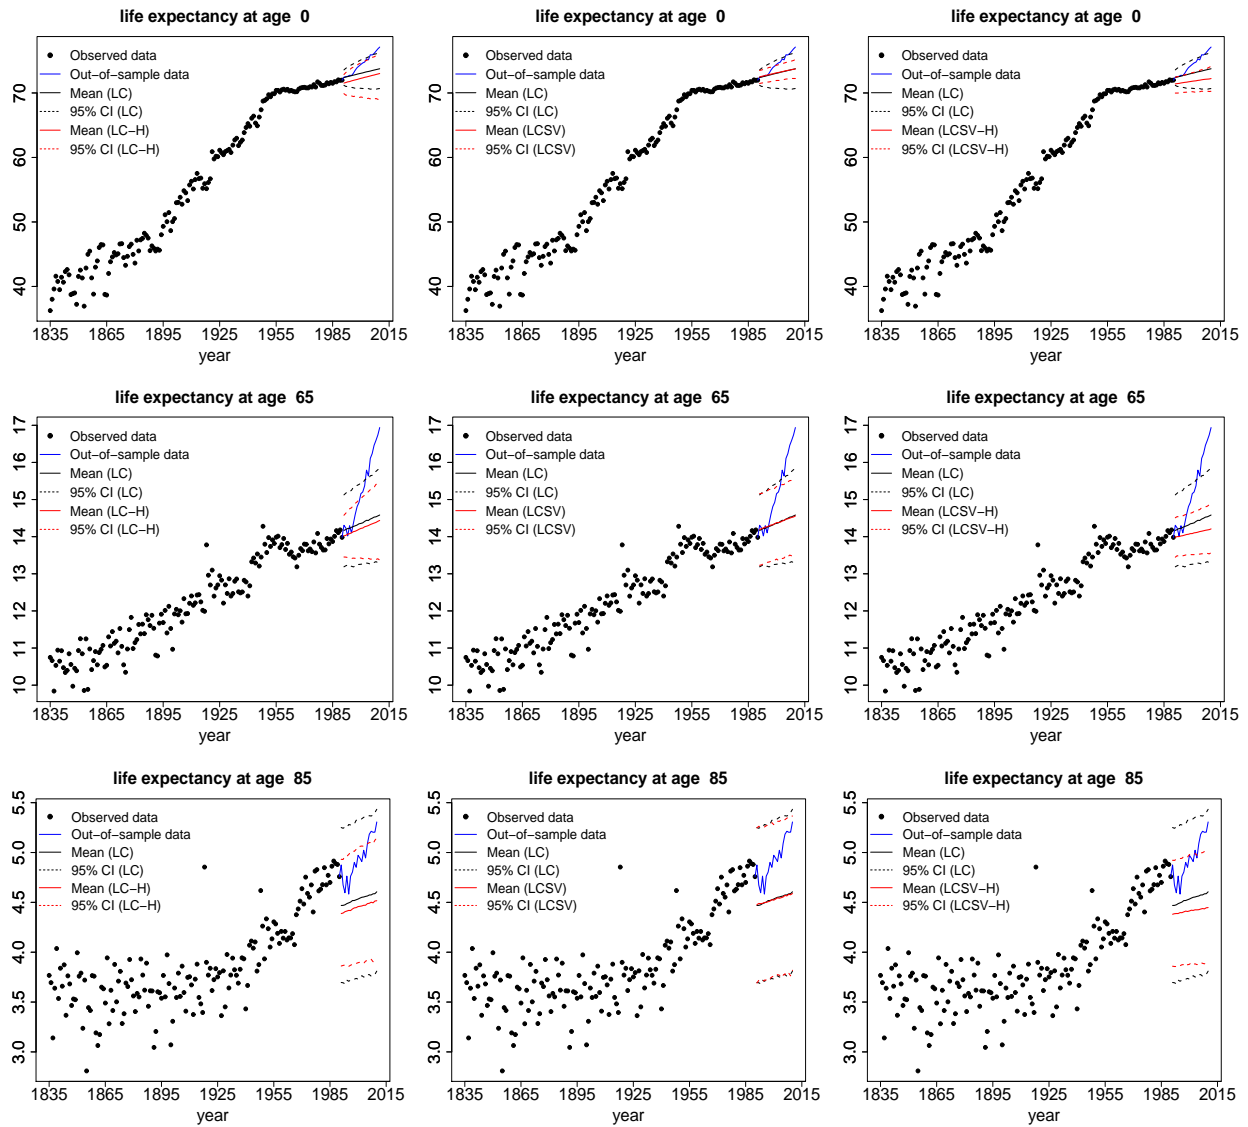 life expectancy at age 0
Observed data
Out−of−sample data
Mean (LC)
95% CI (LC)
Mean (LC−H)
95% CI (LC−H)
40
50
60
70
1835 1865 1895 1925 1955 1985 2015
year
life expectancy at age 0
Observed data
Out−of−sample data
Mean (LC)
95% CI (LC)
Mean (LCSV)
95% CI (LCSV)
40
50
60
70
1835 1865 1895 1925 1955 1985 2015
year
life expectancy at age 0
Observed data
Out−of−sample data
Mean (LC)
95% CI (LC)
Mean (LCSV−H)
95% CI (LCSV−H)
40
50
60
70
1835 1865 1895 1925 1955 1985 2015
year
life expectancy at age 65
Observed data
Out−of−sample data
Mean (LC)
95% CI (LC)
Mean (LC−H)
95% CI (LC−H)
10
11
12
13
14
15
16
17
1835 1865 1895 1925 1955 1985 2015
year
life expectancy at age 65
Observed data
Out−of−sample data
Mean (LC)
95% CI (LC)
Mean (LCSV)
95% CI (LCSV)
10
11
12
13
14
15
16
17
1835 1865 1895 1925 1955 1985 2015
year
life expectancy at age 65
Observed data
Out−of−sample data
Mean (LC)
95% CI (LC)
Mean (LCSV−H)
95% CI (LCSV−H)
10
11
12
13
14
15
16
17
1835 1865 1895 1925 1955 1985 2015
year
life expectancy at age 85
Observed data
Out−of−sample data
Mean (LC)
95% CI (LC)
Mean (LC−H)
95% CI (LC−H)
3.0
3.5
4.0
4.5
5.0
5.5
1835 1865 1895 1925 1955 1985 2015
year
life expectancy at age 85
Observed data
Out−of−sample data
Mean (LC)
95% CI (LC)
Mean (LCSV)
95% CI (LCSV)
3.0
3.5
4.0
4.5
5.0
5.5
1835 1865 1895 1925 1955 1985 2015
year
life expectancy at age 85
Observed data
Out−of−sample data
Mean (LC)
95% CI (LC)
Mean (LCSV−H)
95% CI (LCSV−H)
3.0
3.5
4.0
4.5
5.0
5.5
1835 1865 1895 1925 1955 1985 2015
year